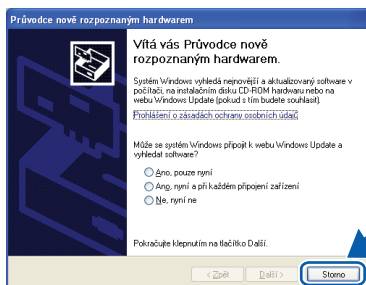 Průvodce nově rozpoznaným hardwarem
Vítá vás Průvodce nově
rozpoznaným hardwarem.
Systém Windows vyhledá nejnovější a aktualizovaný software v
počítači, na instalačním disku CD-ROM hardwaru nebo na
webu Windows Update (pokud s tím budete souhlasit).
Prohlášení o zásadách ochrany osobních údajů
Může se systém Windows připojit k webu Windows Update a
vyhledat software?
Ano, pouze nyní
Ano, nyní a při každém připojení zařízení
Ne, nyní ne
Pokračujte klepnutím na tlačítko Další.
< Zpět
Další >
Storno